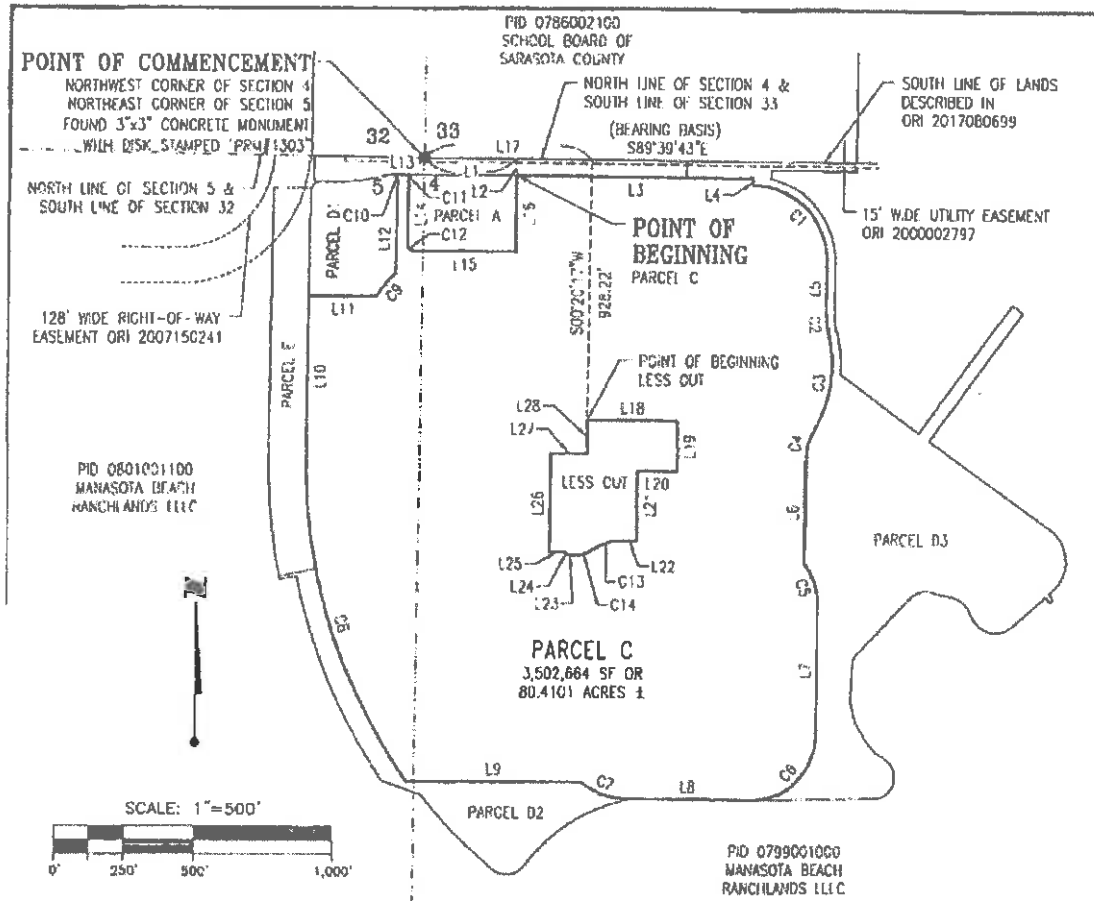 PID 0786002100
SCHOOL BOARD OF
SARASOTA COUNTY
POINT OF COMMENCEMENT
NORTHWEST CORNER OF SECTION 4
NORTHEAST CORNER OF SECTION 5
FOUND 3"x3" CONCRETE MONUMENT
WITH DISK STAMPED
NORTH LINE OF SECTION 4 &
SOUTH LINE OF SECTION 33
(BEARING BASIS)
S89°39'43"E
SOUTH LINE OF LANDS
DESCRIBED IN
ORI 2017080699
32
33
L13
L1
L17
5
L4
L2
L3
L4
C1
NORTH LINE OF SECTION 5 &
SOUTH LINE OF SECTION 32
C10
C11
PARCEL A
C12
L15
PARCEL D1
L12
L11
C9
POINT OF
BEGINNING
PARCEL C
15' WIDE UTILITY EASEMENT
ORI 2000002797
S00°20'17"W
928.22'
L5
C2
C3
C4
L6
C5
L7
C6
128' WIDE RIGHT-OF-WAY
EASEMENT ORI 2007150241
PARCEL E
L10
POINT OF BEGINNING
LESS OUT
L28
L27
L18
L19
L20
L21
L26
LESS OUT
L25
L24
L23
L22
C13
C14
PID 0801001100
MANASOTA BEACH
RANCHLANDS LLLC
PARCEL D3
C8
PARCEL C
3,502,664 SF OR
80.4101 ACRES ±
L9
C7
L8
PARCEL D2
SCALE: 1"=500'
0'
250'
500'
1,000'
PID 0799001000
MANASOTA BEACH
RANCHLANDS LLLC